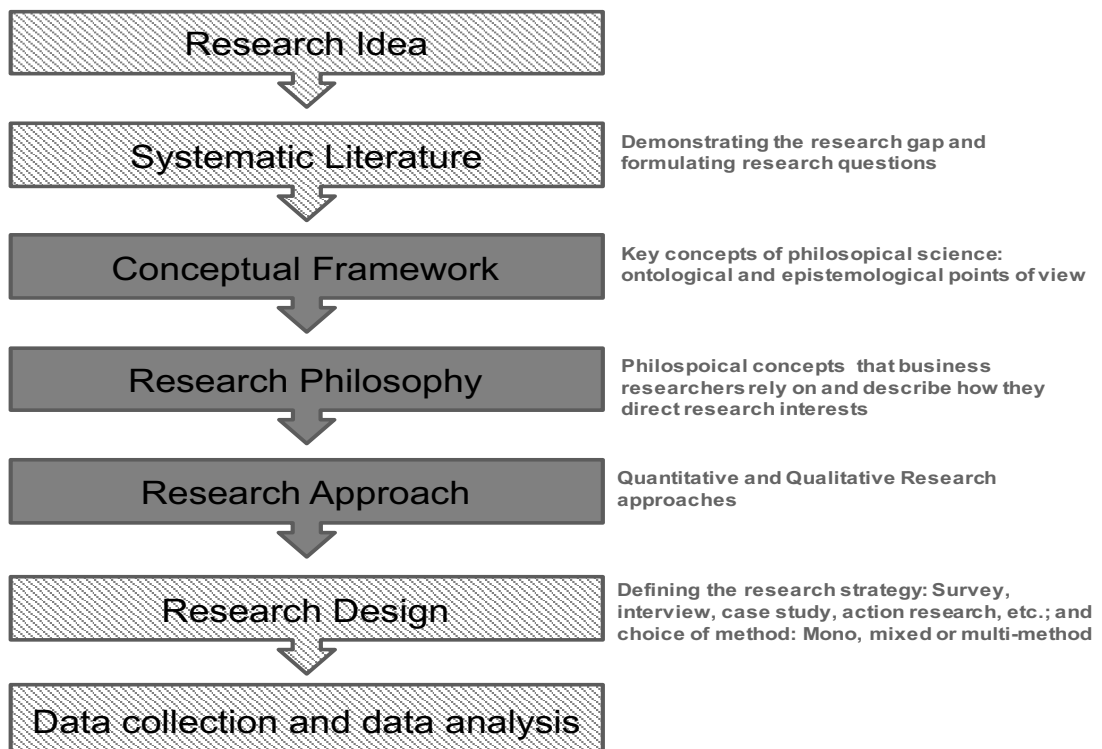 Research Idea
Systematic Literature
Demonstrating the research gap and
formulating research questions
Conceptual Framework
Key concepts of philosopical science:
ontological and epistemological points of view
Research Philosophy
Philospoical concepts that business
researchers rely on and describe how they
direct research interests
Research Approach
Quantitative and Qualitative Research
approaches
Research Design
Defining the research strategy: Survey,
interview, case study, action research, etc.; and
choice of method: Mono, mixed or multi-method
Data collection and data analysis